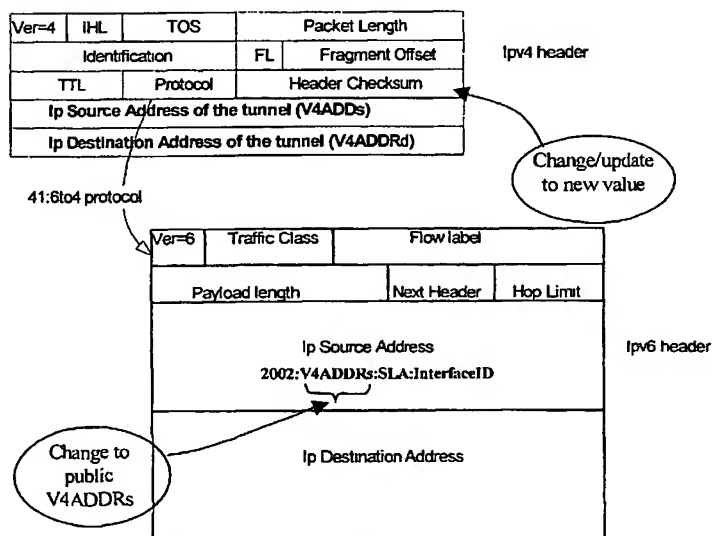 Ver=4 IHL TOS Packet Length
Identification FL Fragment Offset
Ipv4 header
TTL Protocol Header Checksum
Ip Source Address of the tunnel (V4ADDs)
Ip Destination Address of the tunnel (V4ADDRd)
Change/update
to new value
41:6to4 protocol
Ver=6 Traffic Class Flow label
Payload length Next Header Hop Limit
Ip Source Address
Ipv6 header
2002:V4ADDRs:SLA:InterfaceID
Change to
public
V4ADDRs
Ip Destination Address